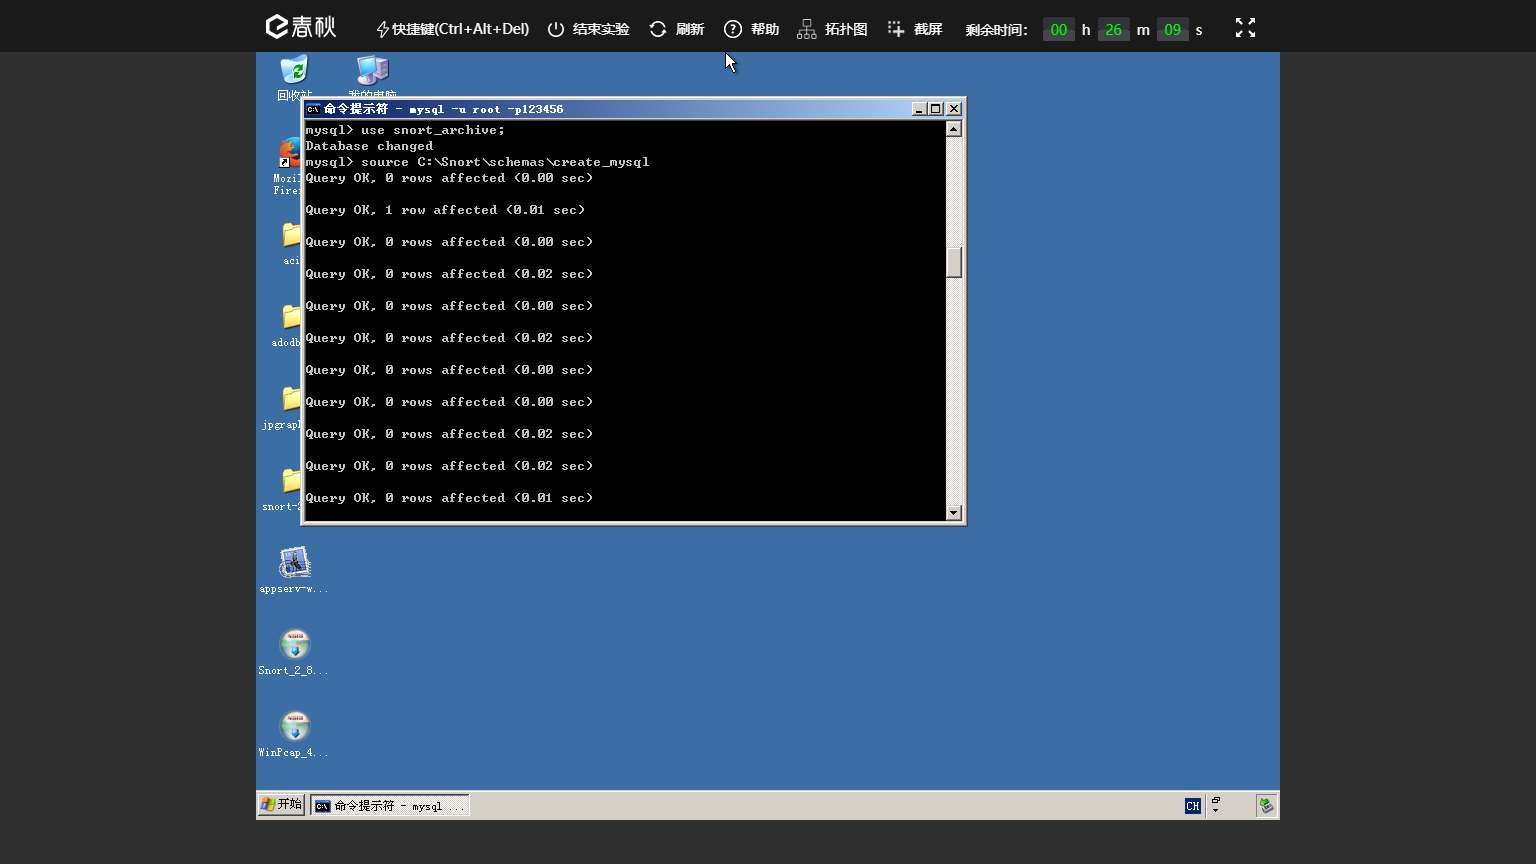 春秋 快捷键(Ctrl+Alt+Del) 结束实验 刷新 帮助 拓扑图 截屏 剩余时间: 00 h 26 m 09 s
回收站 我的电脑
命令提示符 - mysql -u root -p123456
mysql> use snort_archive;
Database changed
mysql> source C:\Snort\schemas\create_mysql
Query OK, 0 rows affected (0.00 sec)
Query OK, 1 row affected (0.01 sec)
Query OK, 0 rows affected (0.00 sec)
Query OK, 0 rows affected (0.02 sec)
Query OK, 0 rows affected (0.00 sec)
Query OK, 0 rows affected (0.02 sec)
Query OK, 0 rows affected (0.00 sec)
Query OK, 0 rows affected (0.00 sec)
Query OK, 0 rows affected (0.02 sec)
Query OK, 0 rows affected (0.02 sec)
Query OK, 0 rows affected (0.01 sec)
Mozil
Fire
aci
adodb
jpgrap
snort-2
appserv-w...
Snort_2_8...
WinPcap_4...
开始 命令提示符 - mysql ... CH